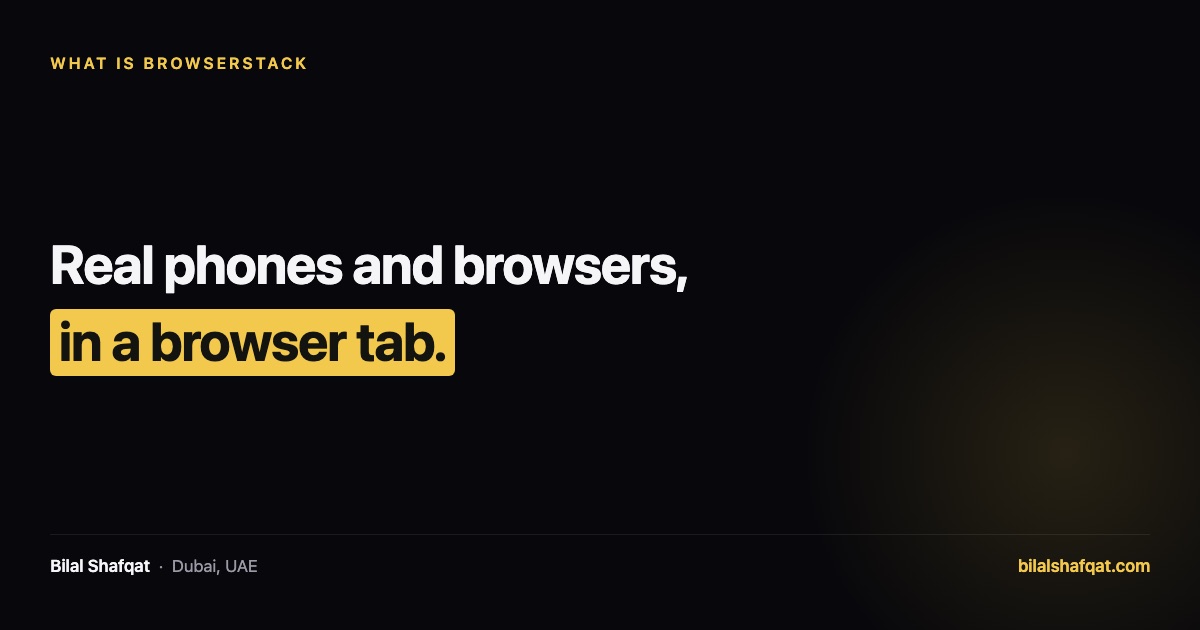 WHAT IS BROWSERSTACK
Real phones and browsers,
in a browser tab.
Bilal Shafqat · Dubai, UAE
bilalshafqat.com